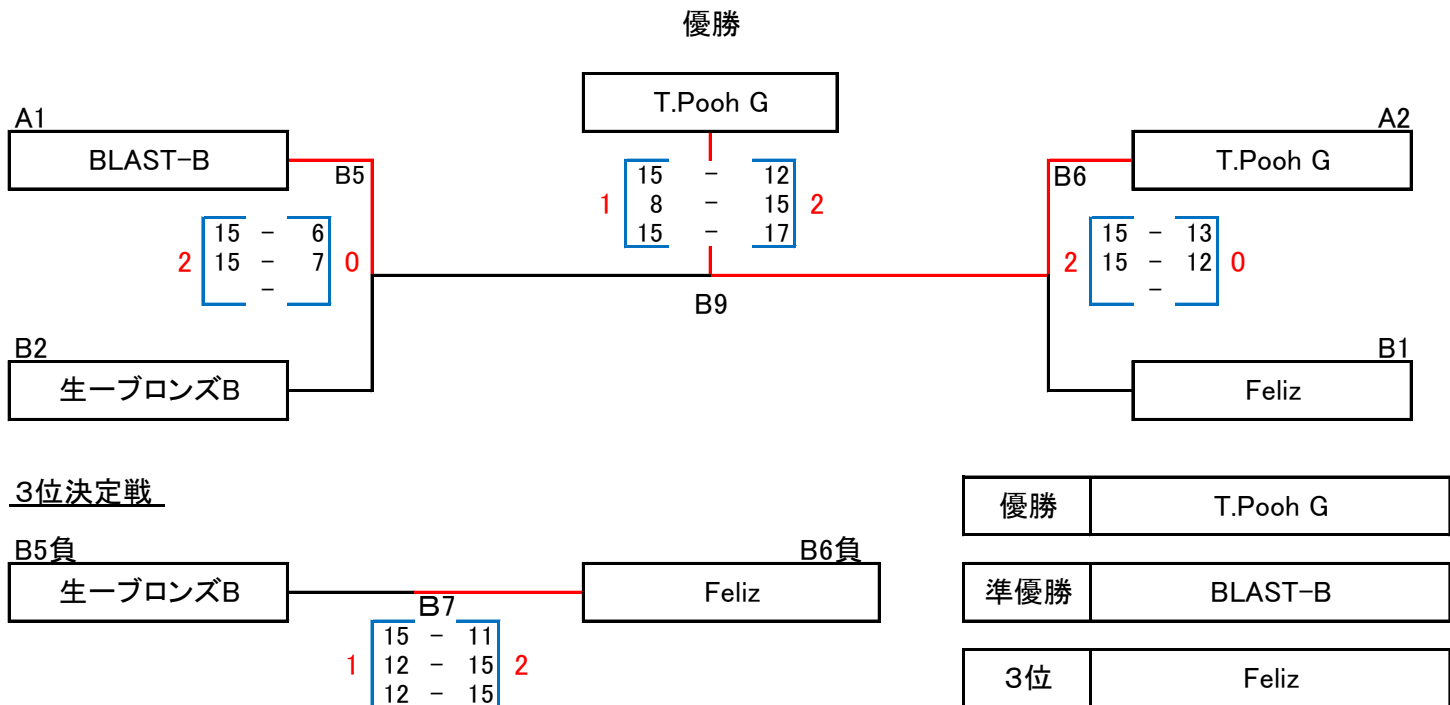 優勝
T.Pooh G
A1
BLAST-B
B5
15 - 6
2 15 - 7 0
-
B2
生一ブロンズB
15 - 12
1 8 - 15 2
15 - 17
B9
A2
T.Pooh G
B6
15 - 13
2 15 - 12 0
-
B1
Feliz
3位決定戦
B5負
生一ブロンズB
B6負
Feliz
B7
15 - 11
1 12 - 15 2
12 - 15
優勝 T.Pooh G
準優勝 BLAST-B
3位 Feliz